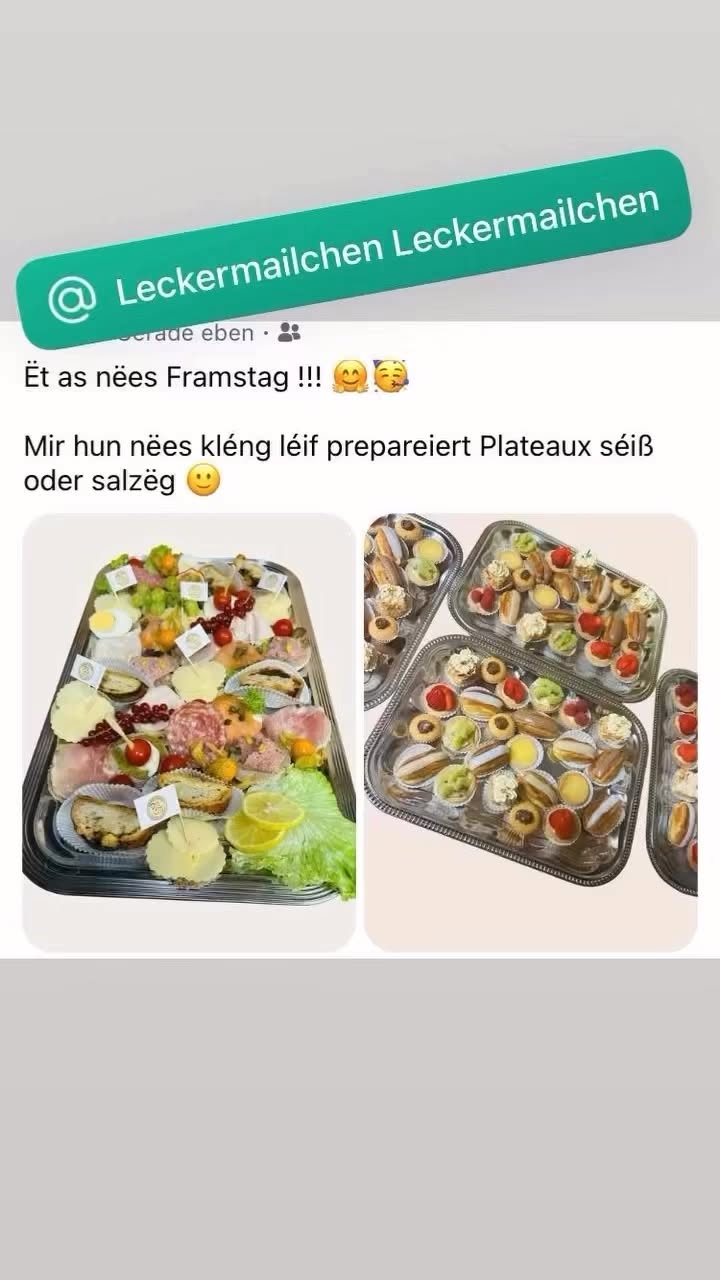 @ Leckermailchen Leckermailchen
Gerade eben ·
Ët as nëes Framstag !!! 🤗🥳
Mir hun nëes kléng léif prepareiert Plateaux séiß
oder salzëg 🙂